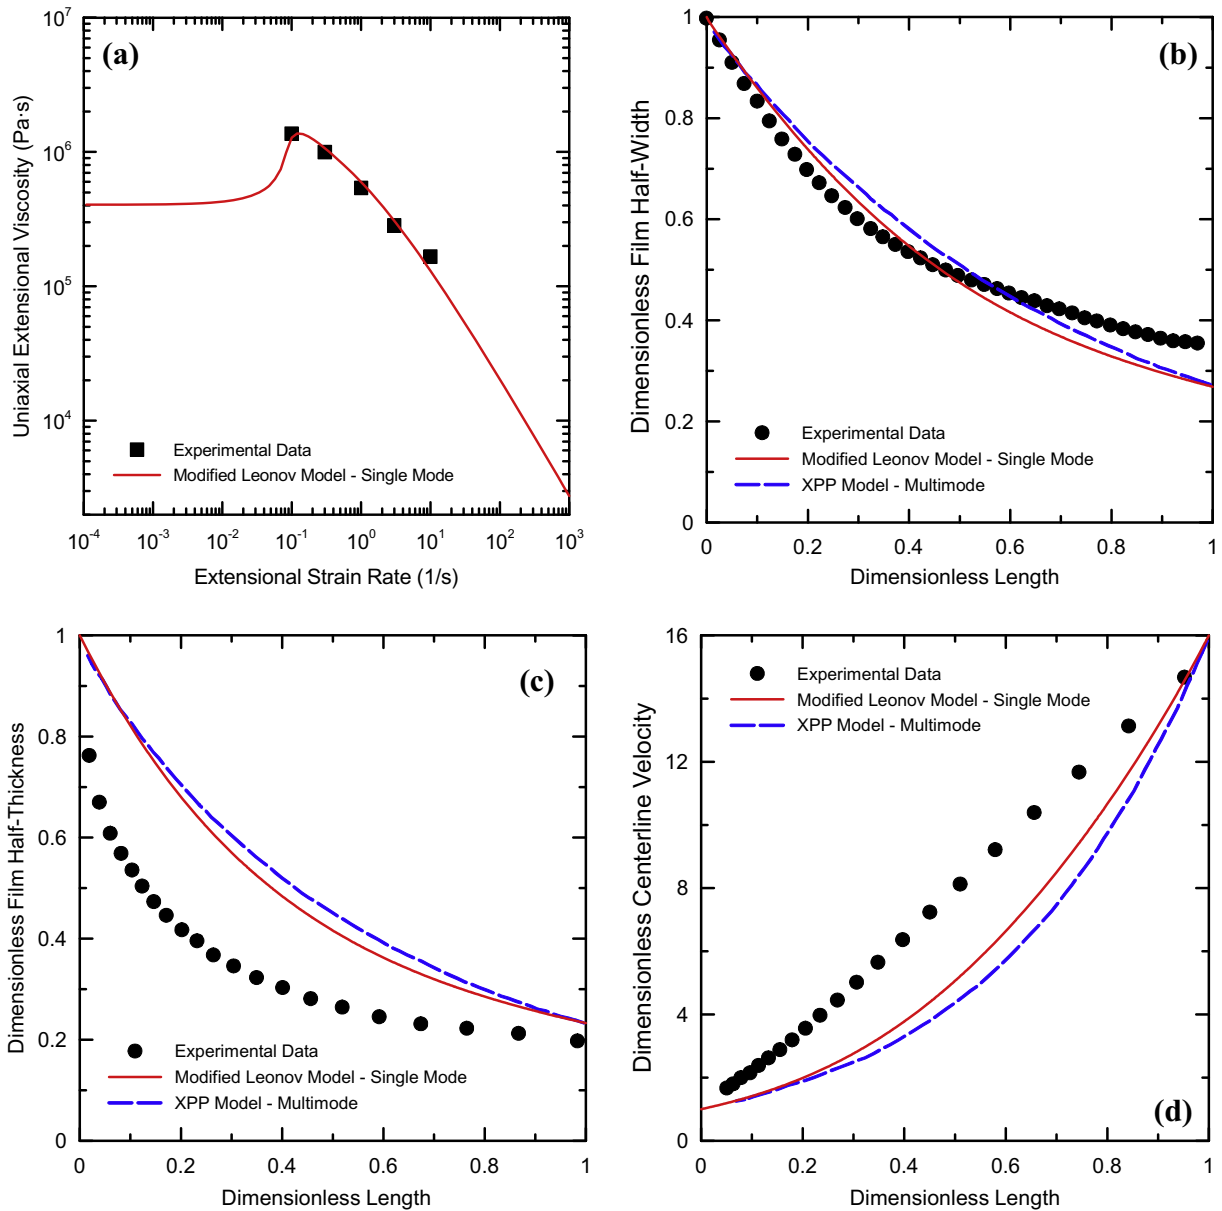 (a)
Uniaxial Extensional Viscosity (Pa·s)
10^7
10^6
10^5
10^4
Experimental Data
Modified Leonov Model - Single Mode
10^-4 10^-3 10^-2 10^-1 10^0 10^1 10^2 10^3
Extensional Strain Rate (1/s)
(b)
Dimensionless Film Half-Width
1
0.8
0.6
0.4
0.2
0
Experimental Data
Modified Leonov Model - Single Mode
XPP Model - Multimode
0 0.2 0.4 0.6 0.8 1
Dimensionless Length
(c)
Dimensionless Film Half-Thickness
1
0.8
0.6
0.4
0.2
0
Experimental Data
Modified Leonov Model - Single Mode
XPP Model - Multimode
0 0.2 0.4 0.6 0.8 1
Dimensionless Length
Dimensionless Centerline Velocity
16
12
8
4
0
Experimental Data
Modified Leonov Model - Single Mode
XPP Model - Multimode
(d)
0 0.2 0.4 0.6 0.8 1
Dimensionless Length